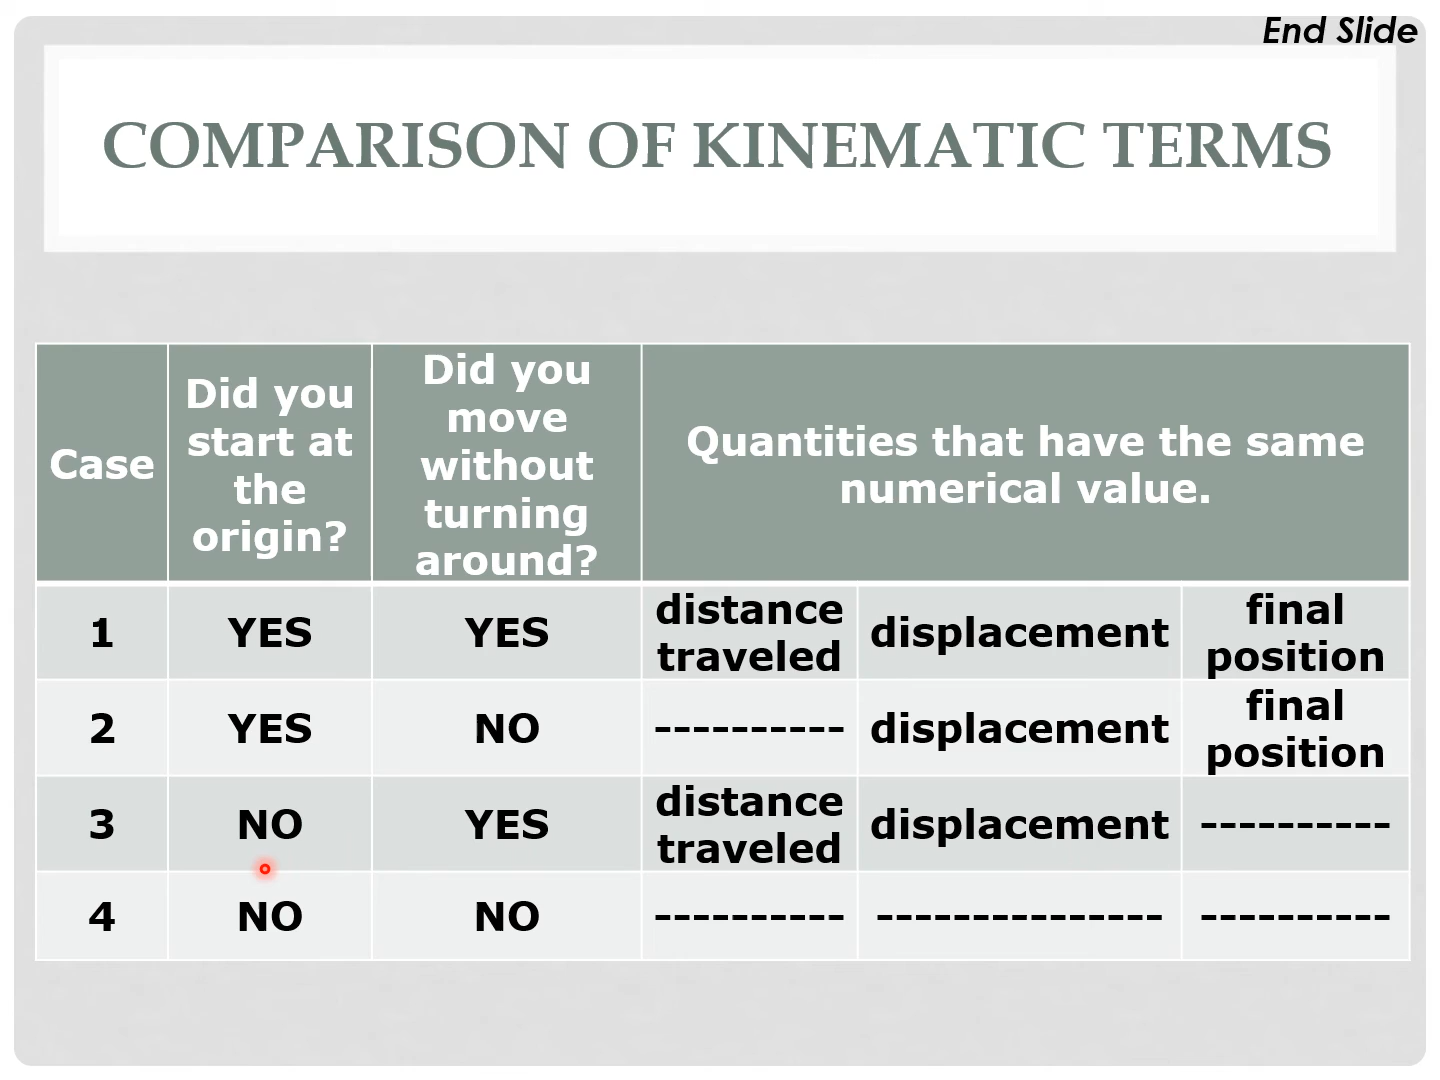 End Slide
COMPARISON OF KINEMATIC TERMS
Case
Did you
start at
the
origin?
Did you
move
without
turning
around?
Quantities that have the same
numerical value.
1
YES
YES
distance
traveled
displacement
final
position
2
YES
NO
----------
displacement
final
position
3
NO
YES
distance
traveled
displacement
----------
4
NO
NO
----------
---------------
----------